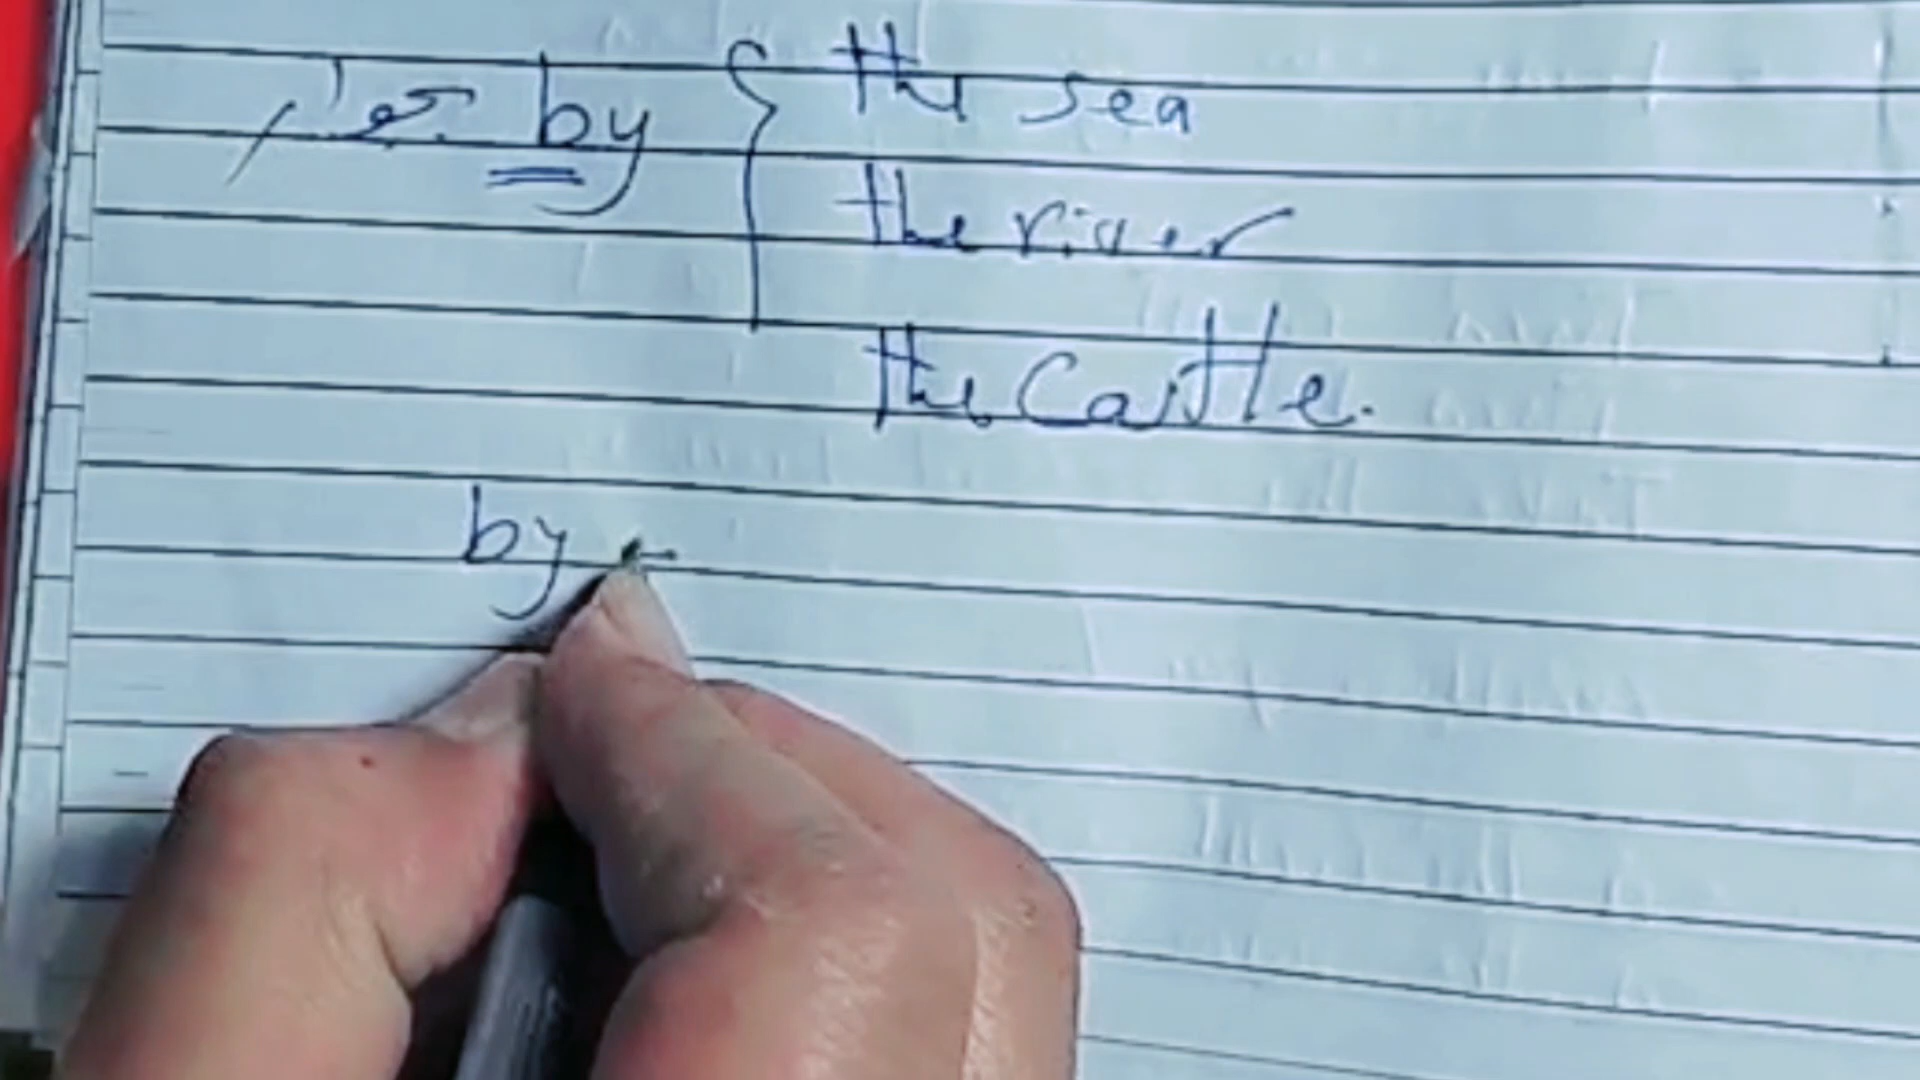 by { the sea
the river
the Castle.
by